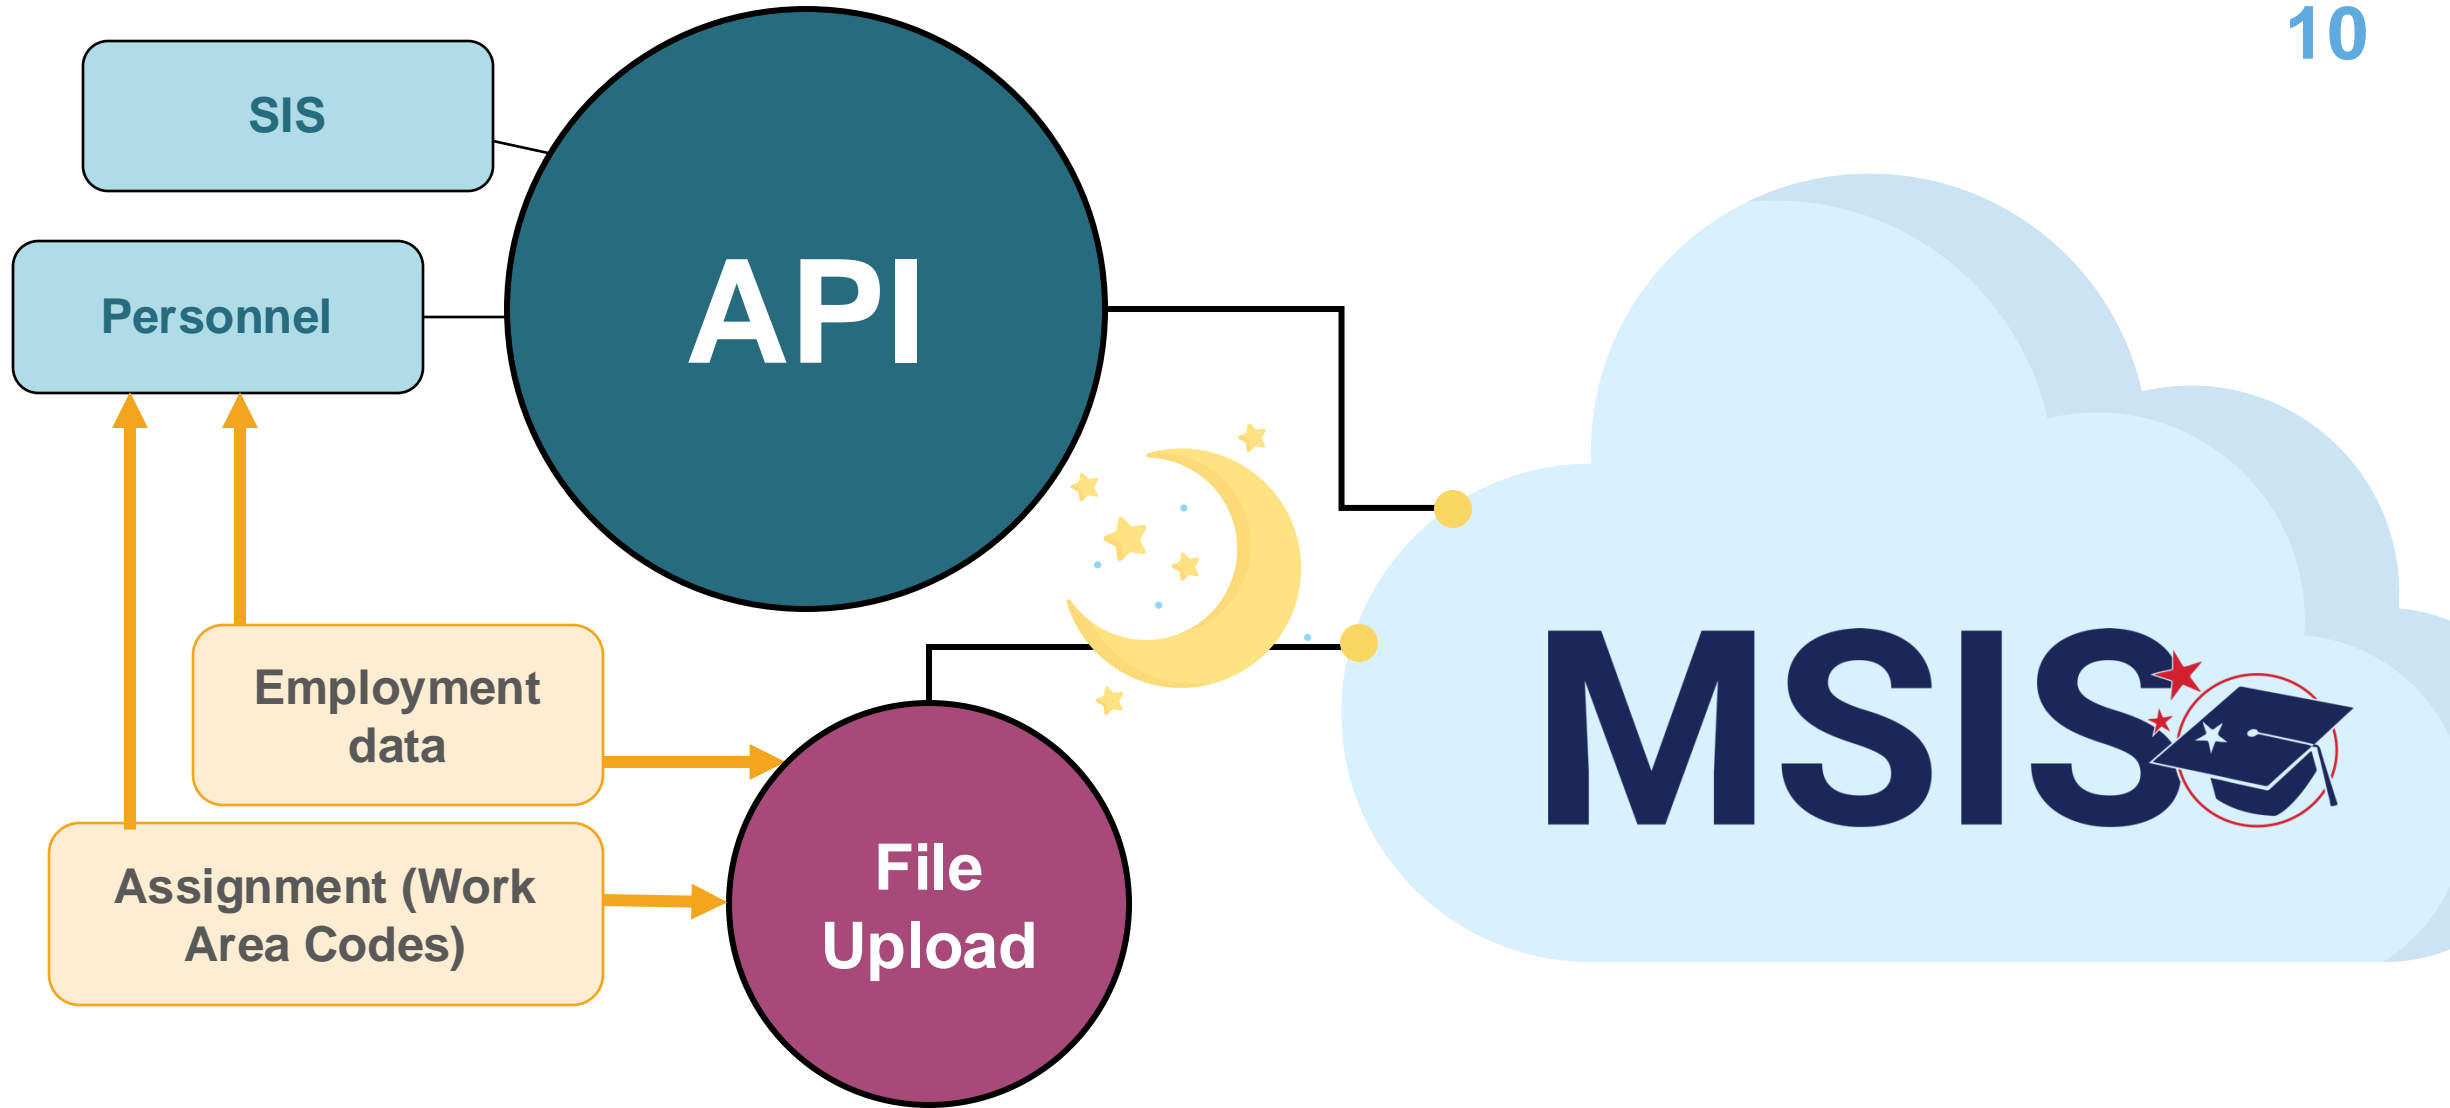 10
SIS
API
Personnel
Employment
data
Assignment (Work
Area Codes)
File
Upload
MSIS